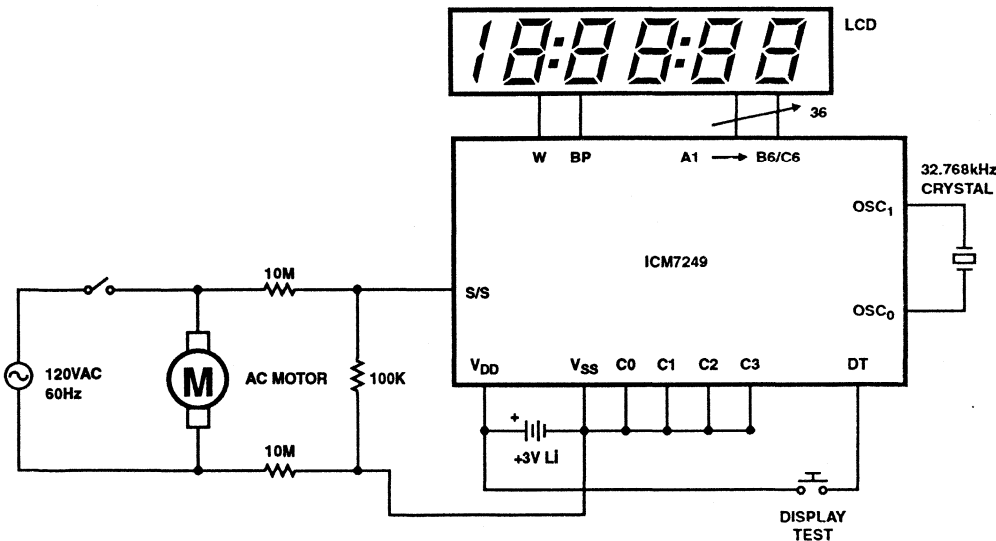 LCD
18:88:88
36
W BP A1 B6/C6
32.768kHz
CRYSTAL
OSC1
ICM7249
10M
S/S
OSC0
120VAC
60Hz
M
AC MOTOR
100K
VDD VSS C0 C1 C2 C3 DT
+
+3V Li
10M
DISPLAY
TEST